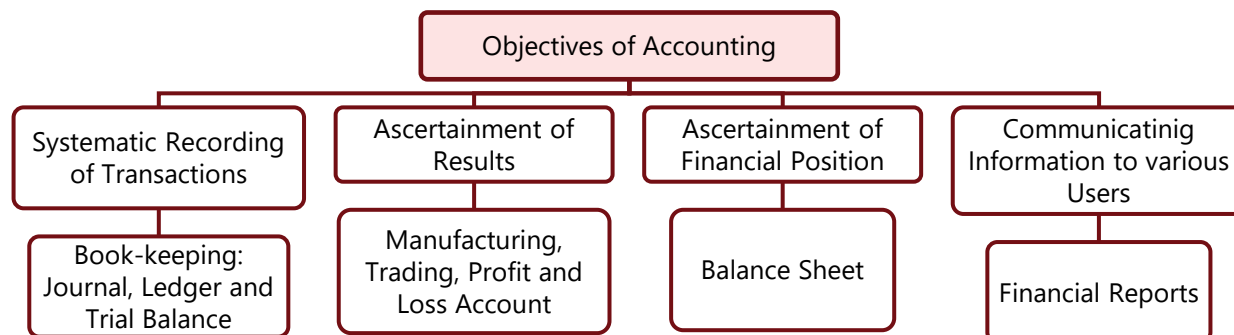 Objectives of Accounting
Systematic Recording
of Transactions
Ascertainment of
Results
Ascertainment of
Financial Position
Communicatinig
Information to various
Users
Book-keeping:
Journal, Ledger and
Trial Balance
Manufacturing,
Trading, Profit and
Loss Account
Balance Sheet
Financial Reports